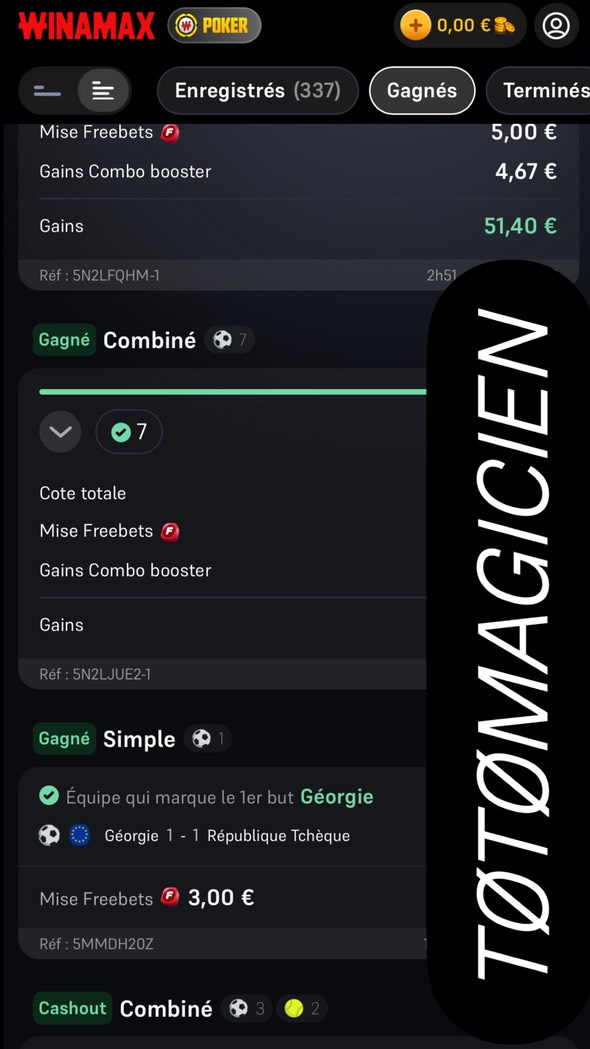 WINAMAX W POKER 0,00 €
Enregistrés (337) Gagnés Terminés
Mise Freebets F 5,00 €
Gains Combo booster 4,67 €
Gains 51,40 €
Réf : 5N2LFQHM-1 2h51
Gagné Combiné 7
7
Cote totale
Mise Freebets F
Gains Combo booster
Gains
Réf : 5N2LJUE2-1
Gagné Simple 1
Équipe qui marque le 1er but Géorgie
Géorgie 1 - 1 République Tchèque
Mise Freebets F 3,00 €
Réf : 5MMDH20Z
Cashout Combiné 3 2
TØTØMAGICIEN